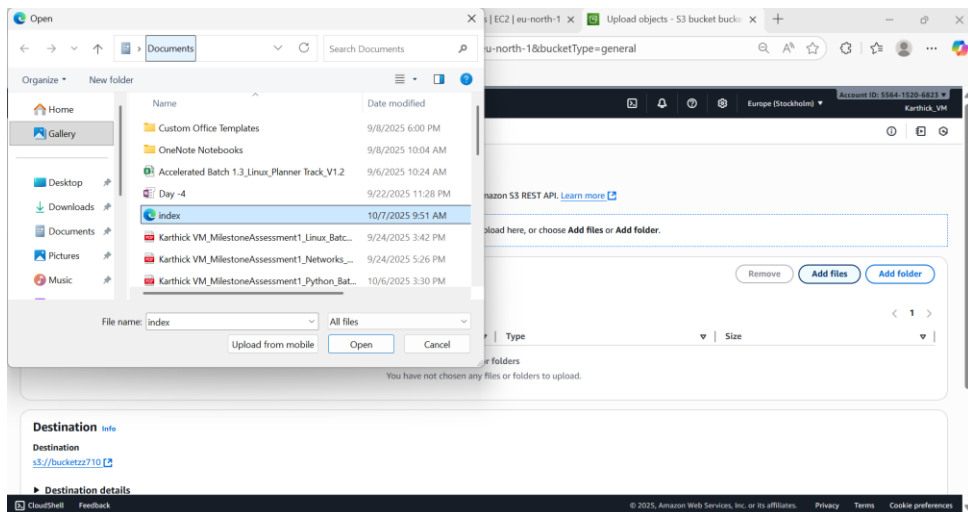 Open
| EC2 | eu-north-1
Upload objects - S3 bucket bucke
Documents
Search Documents
eu-north-1&bucketType=general
Organize
New folder
Home
Gallery
Desktop
Downloads
Documents
Pictures
Music
Name
Date modified
Custom Office Templates
9/8/2025 6:00 PM
OneNote Notebooks
9/8/2025 10:04 AM
Accelerated Batch 1.3_Linux_Planner Track_V1.2
9/6/2025 10:24 AM
Day -4
9/22/2025 11:28 PM
index
10/7/2025 9:51 AM
Karthick VM_MilestoneAssessment1_Linux_Batc...
9/24/2025 3:42 PM
Karthick VM_MilestoneAssessment1_Networks_...
9/24/2025 5:26 PM
Karthick VM_MilestoneAssessment1_Python_Bat...
10/6/2025 3:30 PM
File name:
index
All files
Upload from mobile
Open
Cancel
Europe (Stockholm)
Account ID: 5564-1520-6823
Karthick_VM
mazon S3 REST API. Learn more
pload here, or choose Add files or Add folder.
Remove
Add files
Add folder
1
Type
Size
or folders
You have not chosen any files or folders to upload.
Destination Info
Destination
s3://bucketzz710
Destination details
CloudShell
Feedback
© 2025, Amazon Web Services, Inc. or its affiliates.
Privacy
Terms
Cookie preferences